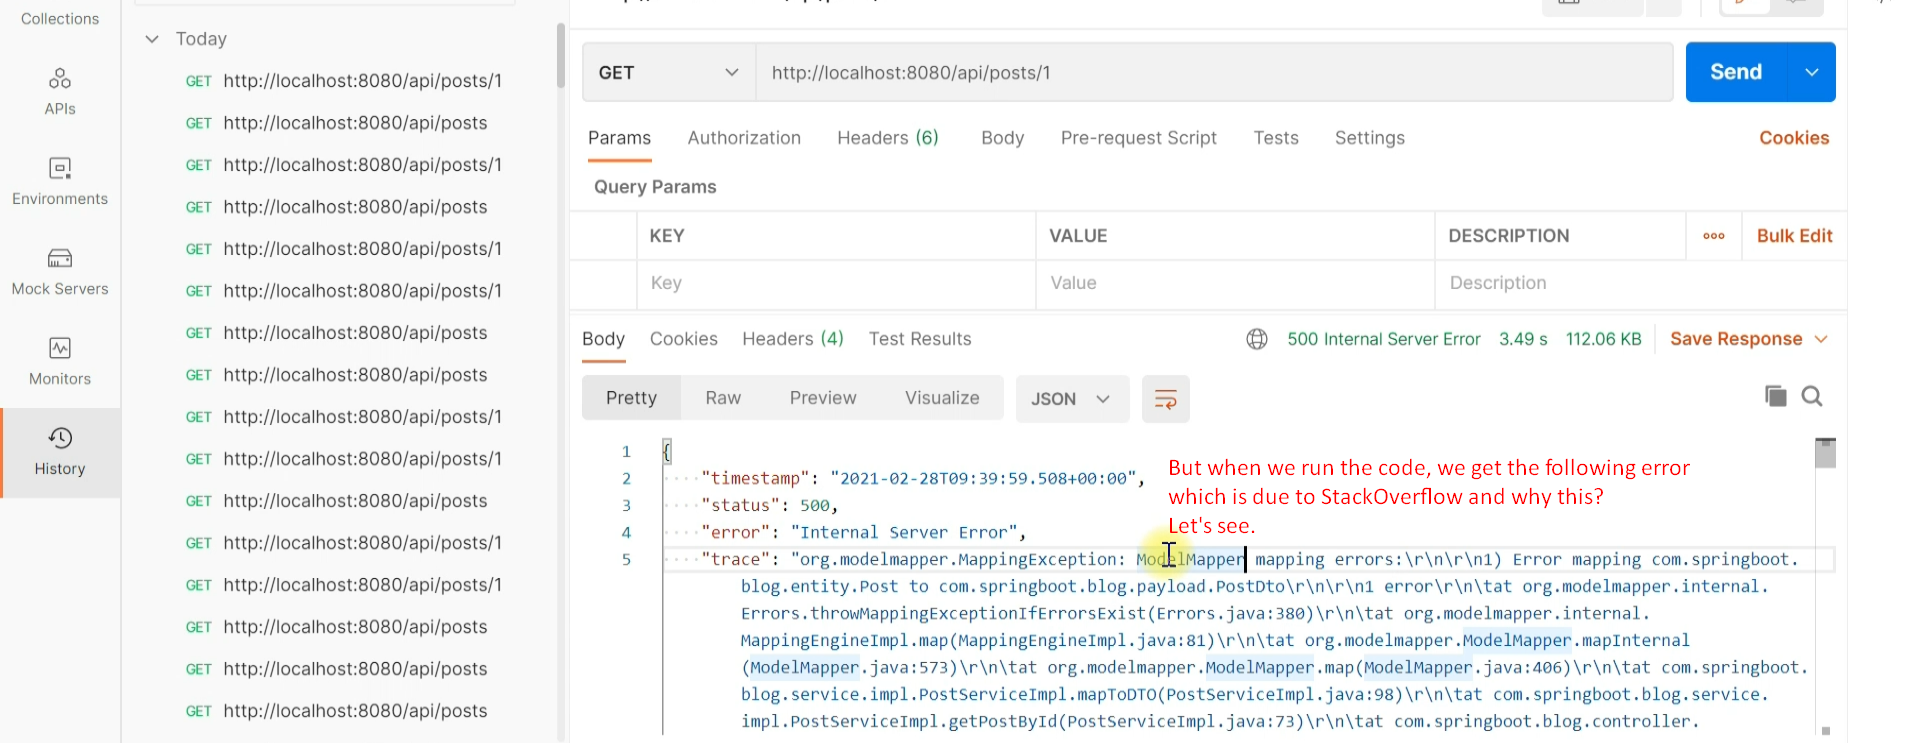 Collections
APIs
Environments
Mock Servers
Monitors
History
Today
GET http://localhost:8080/api/posts/1
GET http://localhost:8080/api/posts
GET http://localhost:8080/api/posts/1
GET http://localhost:8080/api/posts
GET http://localhost:8080/api/posts/1
GET http://localhost:8080/api/posts/1
GET http://localhost:8080/api/posts
GET http://localhost:8080/api/posts
GET http://localhost:8080/api/posts/1
GET http://localhost:8080/api/posts/1
GET http://localhost:8080/api/posts
GET http://localhost:8080/api/posts/1
GET http://localhost:8080/api/posts/1
GET http://localhost:8080/api/posts
GET http://localhost:8080/api/posts
GET http://localhost:8080/api/posts
GET http://localhost:8080/api/posts/1 Send
Params Authorization Headers (6) Body Pre-request Script Tests Settings Cookies
Query Params
KEY VALUE DESCRIPTION ooo Bulk Edit
Key Value Description
Body Cookies Headers (4) Test Results 500 Internal Server Error 3.49 s 112.06 KB Save Response
Pretty Raw Preview Visualize JSON
1 {
2 "timestamp": "2021-02-28T09:39:59.508+00:00",
3 "status": 500,
4 "error": "Internal Server Error",
5 "trace": "org.modelmapper.MappingException: ModelMapper mapping errors:\r\n\r\n1) Error mapping com.springboot.
blog.entity.Post to com.springboot.blog.payload.PostDto\r\n\r\n1 error\r\n\tat org.modelmapper.internal.
Errors.throwMappingExceptionIfErrorsExist(Errors.java:380)\r\n\tat org.modelmapper.internal.
MappingEngineImpl.map(MappingEngineImpl.java:81)\r\n\tat org.modelmapper.ModelMapper.mapInternal
(ModelMapper.java:573)\r\n\tat org.modelmapper.ModelMapper.map(ModelMapper.java:406)\r\n\tat com.springboot.
blog.service.impl.PostServiceImpl.mapToDTO(PostServiceImpl.java:98)\r\n\tat com.springboot.blog.service.
impl.PostServiceImpl.getPostById(PostServiceImpl.java:73)\r\n\tat com.springboot.blog.controller.
But when we run the code, we get the following error
which is due to StackOverflow and why this?
Let's see.